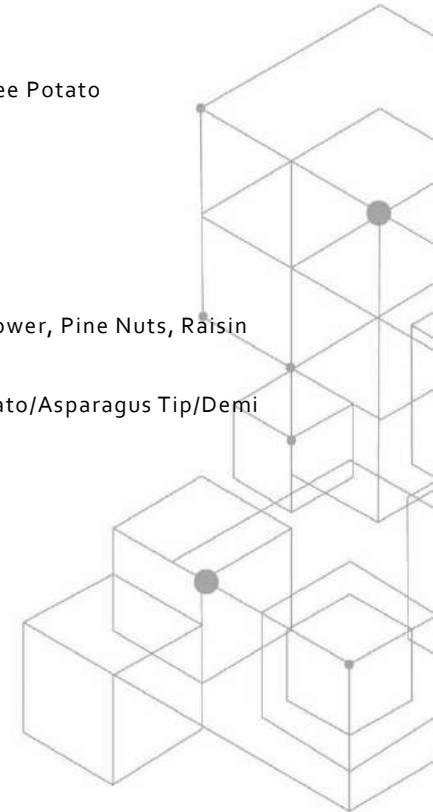 ee Potato
ower, Pine Nuts, Raisin
ato/Asparagus Tip/Demi